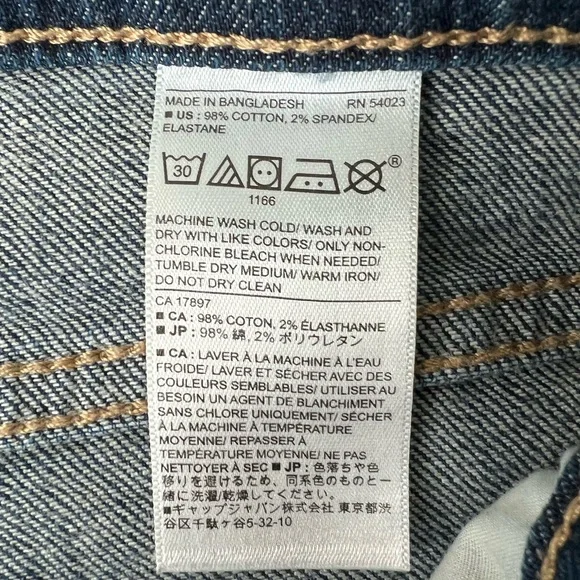 MADE IN BANGLADESH RN 54023
■ US : 98% COTTON, 2% SPANDEX/
ELASTANE
30
®
1166
MACHINE WASH COLD/ WASH AND
DRY WITH LIKE COLORS/ ONLY NON-
CHLORINE BLEACH WHEN NEEDED/
TUMBLE DRY MEDIUM/ WARM IRON/
DO NOT DRY CLEAN
CA 17897
■ CA : 98% COTON, 2% ÉLASTHANNE
■ JP : 98% 綿, 2% ポリウレタン
■ CA : LAVER À LA MACHINE À L'EAU
FROIDE/ LAVER ET SÉCHER AVEC DES
COULEURS SEMBLABLES/ UTILISER AU
BESOIN UN AGENT DE BLANCHIMENT
SANS CHLORE UNIQUEMENT/ SÉCHER
À LA MACHINE À TEMPÉRATURE
MOYENNE/ REPASSER À
TEMPÉRATURE MOYENNE/ NE PAS
NETTOYER À SEC ■ JP : 色落ちや色
移りを避けるため、同系色のものと一
緒に洗濯/乾燥してください。
■ギャップジャパン株式会社 東京都渋
谷区千駄ヶ谷5-32-10